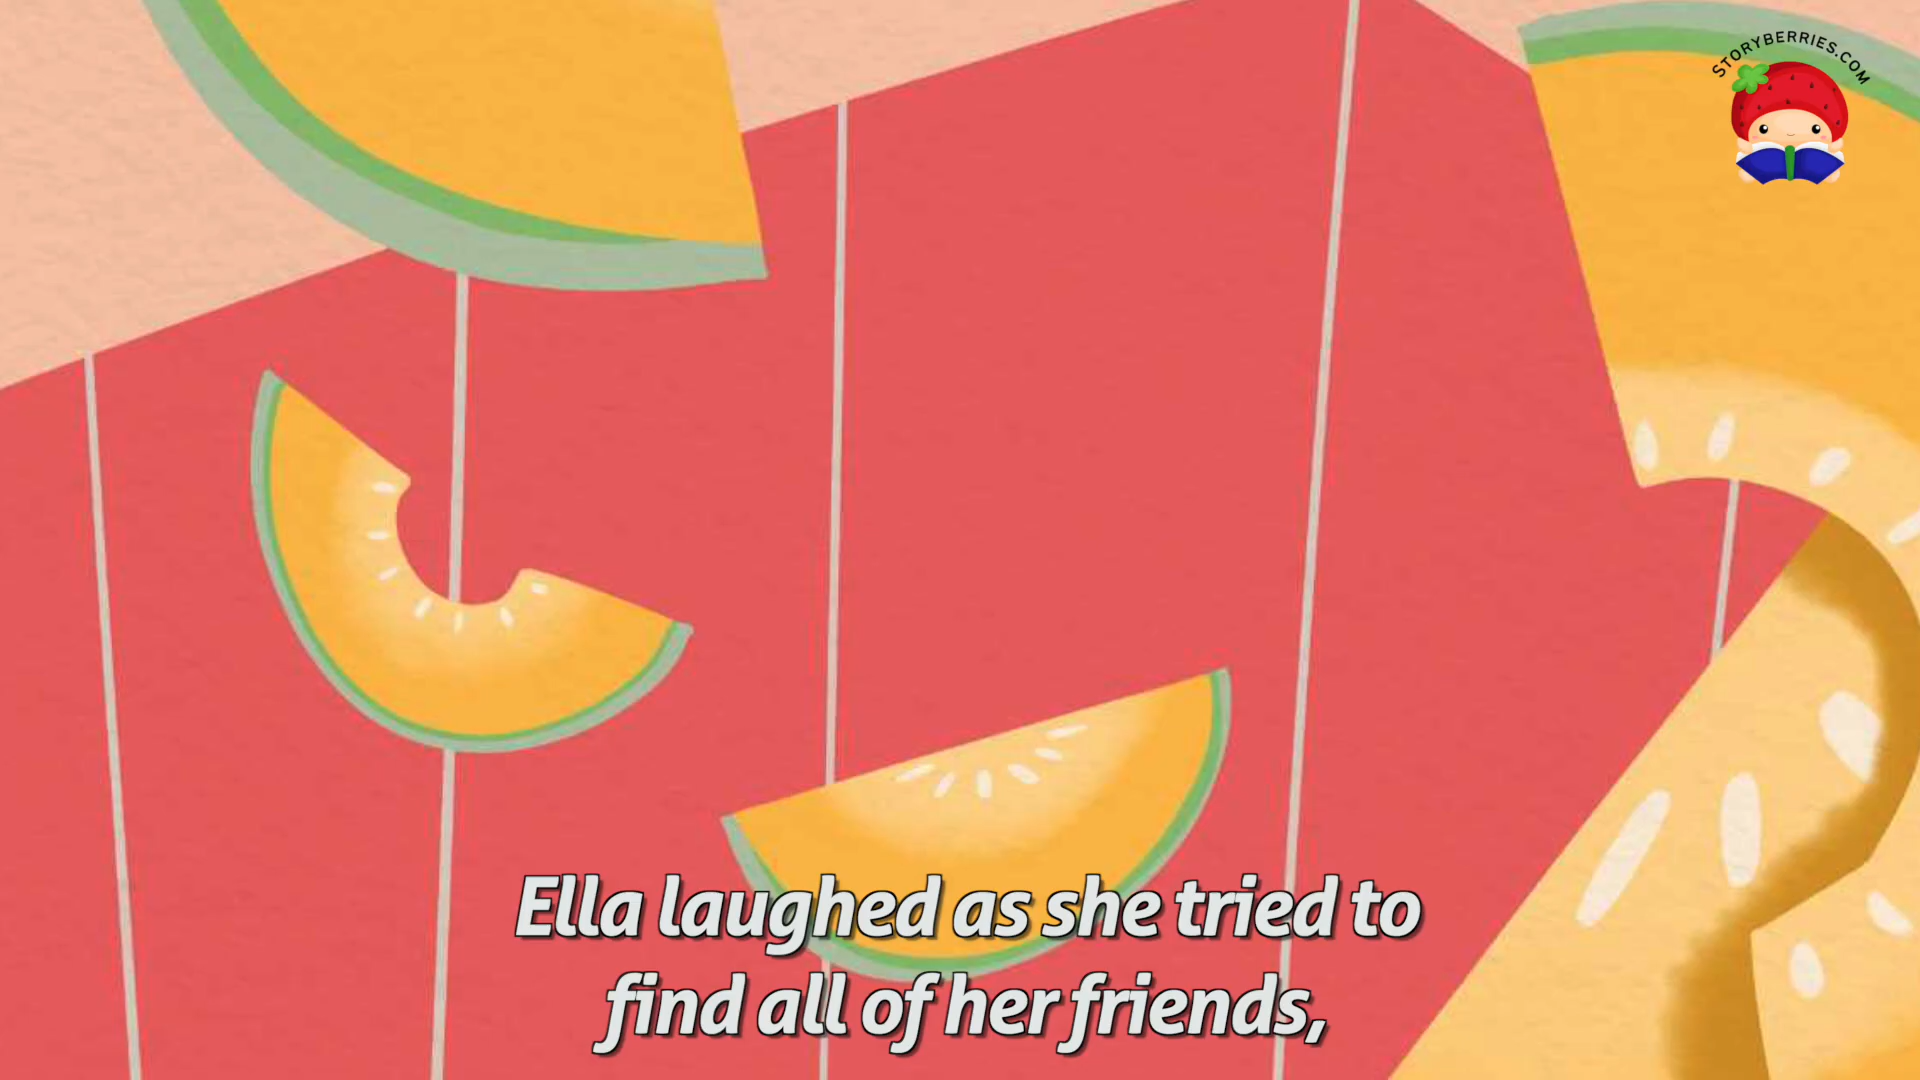 STORYBERRIES.COM
Ella laughed as she tried to
find all of her friends,